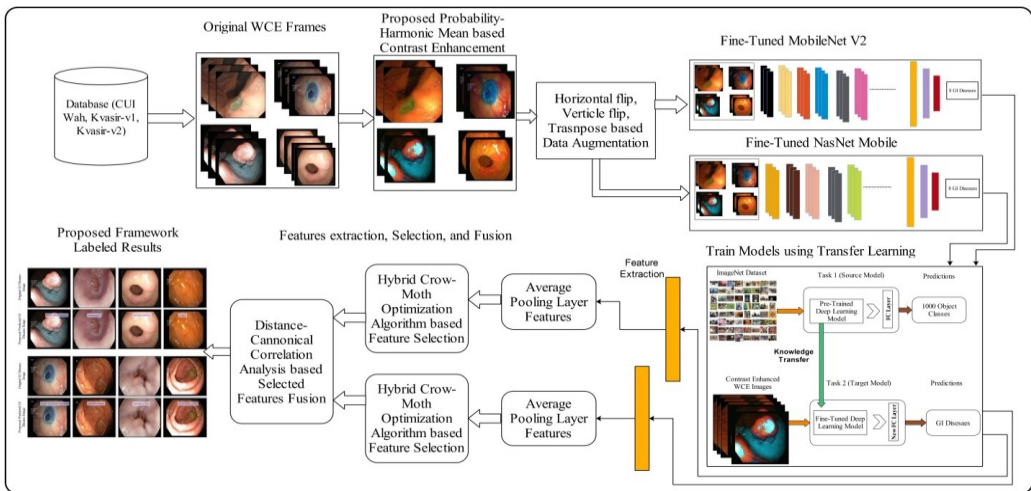 Original WCE Frames
Proposed Probability-
Harmonic Mean based
Contrast Enhancement
Fine-Tuned MobileNet V2
Database (CUI
Wah, Kvasir-v1,
Kvasir-v2)
Horizontal flip,
Verticle flip,
Trasnpose based
Data Augmentation
8 GI Diseases
Fine-Tuned NasNet Mobile
8 GI Diseases
Proposed Framework
Labeled Results
Features extraction, Selection, and Fusion
Distance-
Cannonical
Correlation
Analysis based
Selected
Features Fusion
Hybrid Crow-
Moth
Optimization
Algorithm based
Feature Selection
Average
Pooling Layer
Features
Hybrid Crow-
Moth
Optimization
Algorithm based
Feature Selection
Average
Pooling Layer
Features
Feature
Extraction
Train Models using Transfer Learning
ImageNet Dataset
Task 1 (Source Model)
Predictions
Pre-Trained
Deep Learning
Model
FC Layer
1000 Object
Classes
Knowledge
Transfer
Contrast Enhanced
WCE Images
Task 2 (Target Model)
Predictions
Fine-Tuned Deep
Learning Model
New FC Layer
GI Disesaes